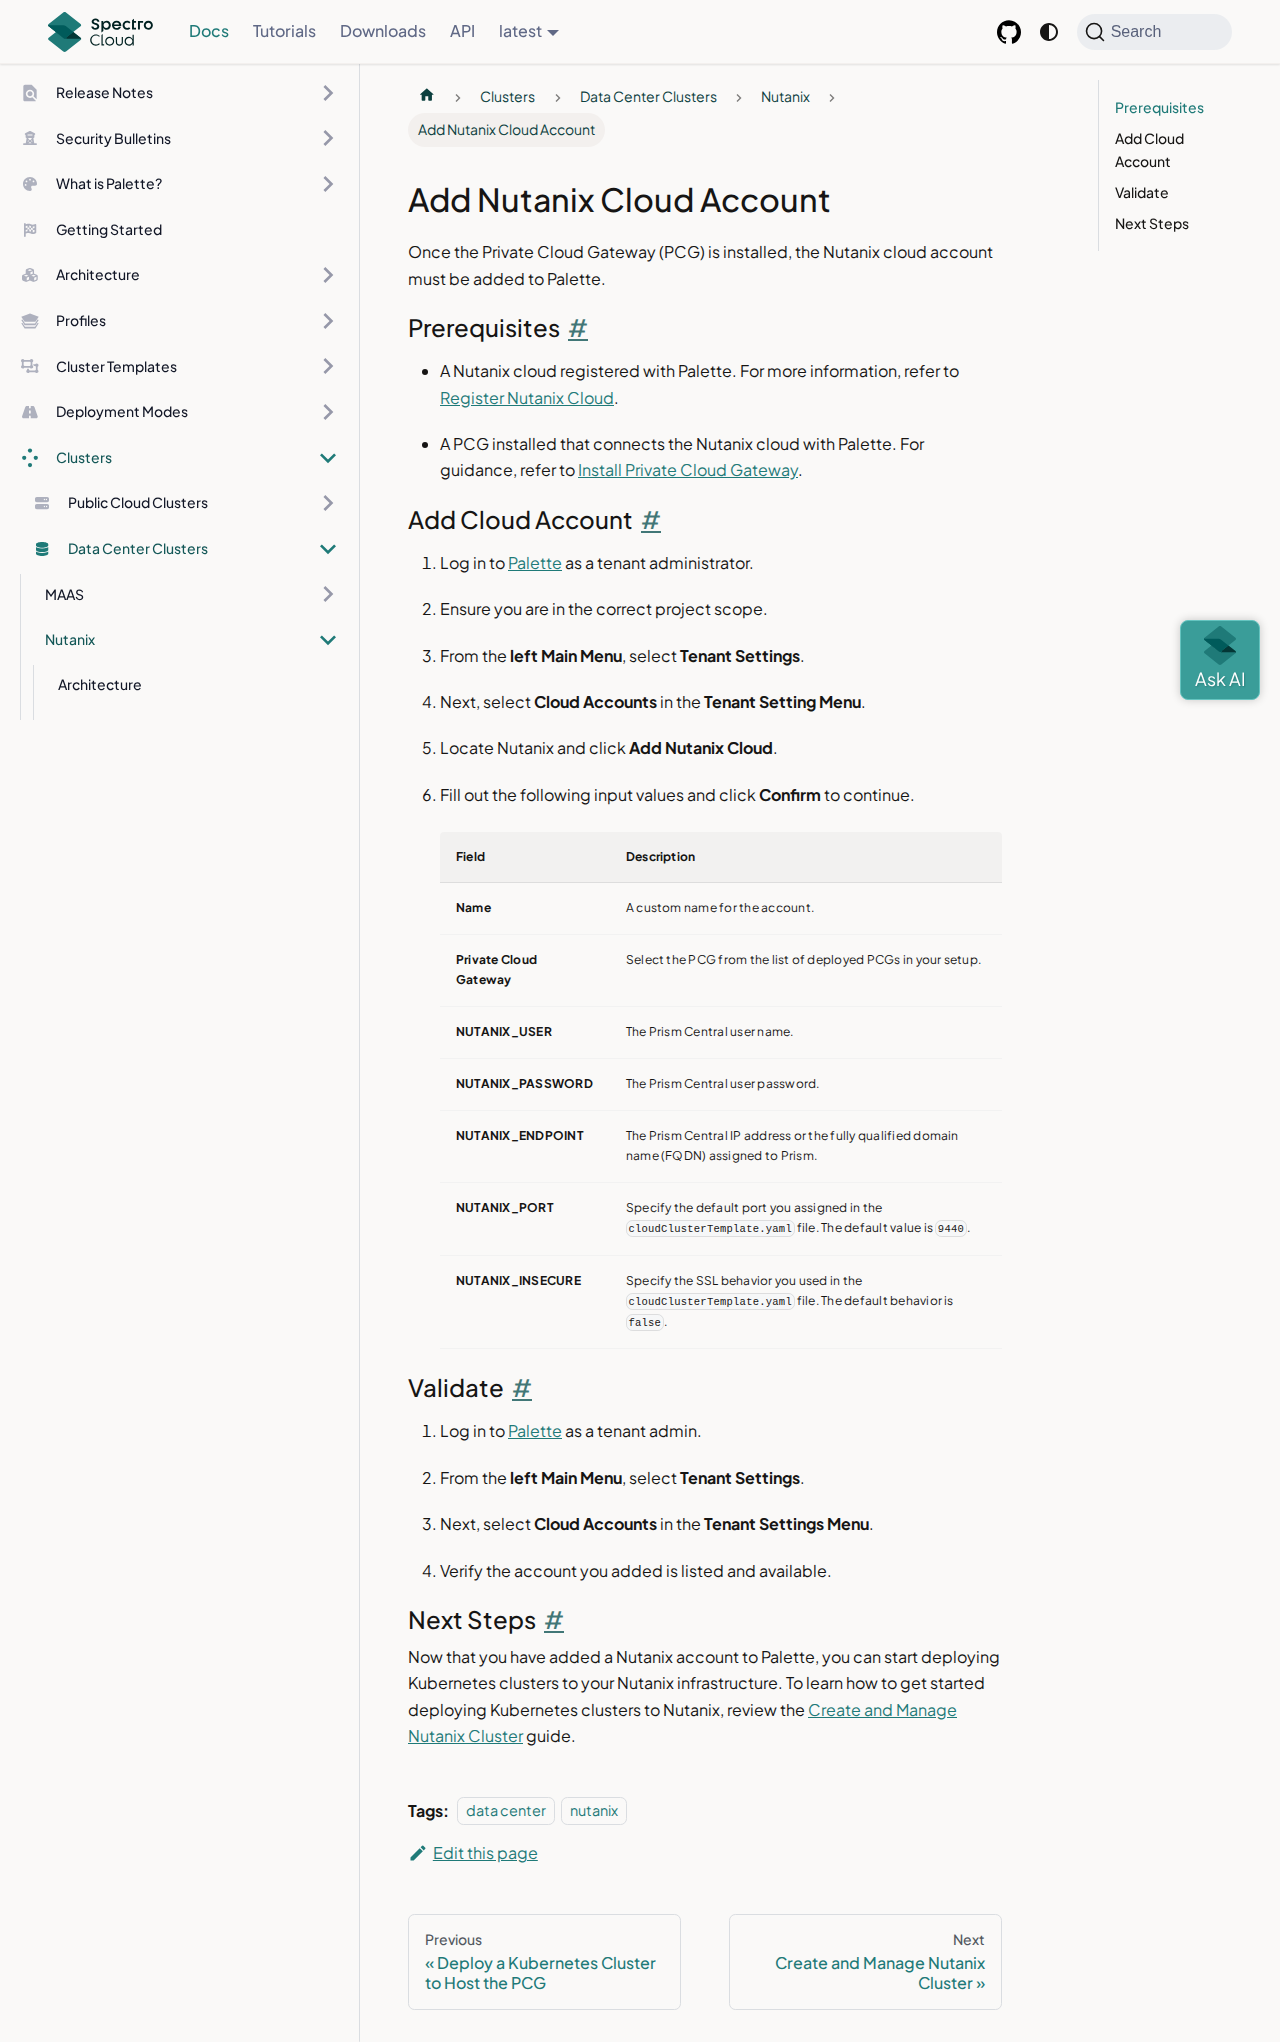 Spectro
Cloud
Docs
Tutorials
Downloads
API
latest
Search
Release Notes
Security Bulletins
What is Palette?
Getting Started
Architecture
Profiles
Cluster Templates
Deployment Modes
Clusters
Public Cloud Clusters
Data Center Clusters
MAAS
Nutanix
Architecture
Clusters
Data Center Clusters
Nutanix
Add Nutanix Cloud Account
Add Nutanix Cloud Account
Once the Private Cloud Gateway (PCG) is installed, the Nutanix cloud account
must be added to Palette.
Prerequisites #
A Nutanix cloud registered with Palette. For more information, refer to
Register Nutanix Cloud.
A PCG installed that connects the Nutanix cloud with Palette. For
guidance, refer to Install Private Cloud Gateway.
Add Cloud Account #
1. Log in to Palette as a tenant administrator.
2. Ensure you are in the correct project scope.
3. From the left Main Menu, select Tenant Settings.
4. Next, select Cloud Accounts in the Tenant Setting Menu.
5. Locate Nutanix and click Add Nutanix Cloud.
6. Fill out the following input values and click Confirm to continue.
Field Description
Name A custom name for the account.
Private Cloud Select the PCG from the list of deployed PCGs in your setup.
Gateway
NUTANIX_USER The Prism Central user name.
NUTANIX_PASSWORD The Prism Central user password.
NUTANIX_ENDPOINT The Prism Central IP address or the fully qualified domain
name (FQDN) assigned to Prism.
NUTANIX_PORT Specify the default port you assigned in the
cloudClusterTemplate.yaml file. The default value is 9440.
NUTANIX_INSECURE Specify the SSL behavior you used in the
cloudClusterTemplate.yaml file. The default behavior is
false.
Validate #
1. Log in to Palette as a tenant admin.
2. From the left Main Menu, select Tenant Settings.
3. Next, select Cloud Accounts in the Tenant Settings Menu.
4. Verify the account you added is listed and available.
Next Steps #
Now that you have added a Nutanix account to Palette, you can start deploying
Kubernetes clusters to your Nutanix infrastructure. To learn how to get started
deploying Kubernetes clusters to Nutanix, review the Create and Manage
Nutanix Cluster guide.
Tags: data center nutanix
Edit this page
Previous
« Deploy a Kubernetes Cluster
to Host the PCG
Next
Create and Manage Nutanix
Cluster »
Prerequisites
Add Cloud
Account
Validate
Next Steps
Ask AI